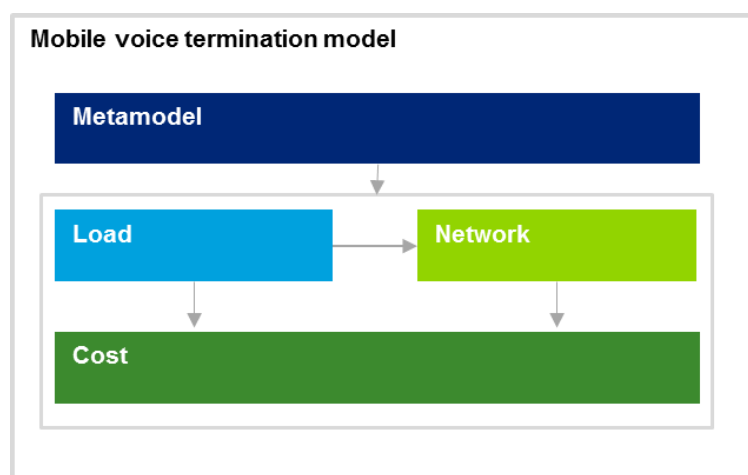 Mobile voice termination model
Metamodel
Load
Network
Cost